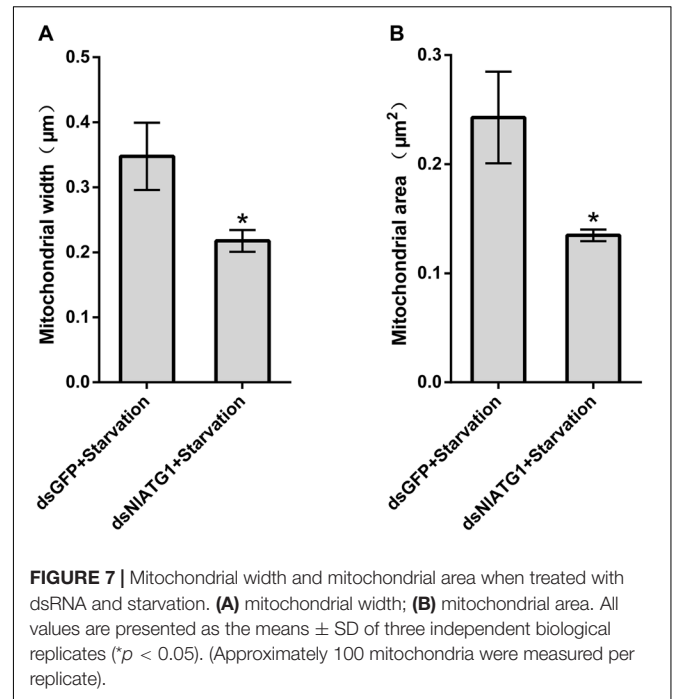 A
B
0.5
0.4
0.3
0.2
0.1
0.0
Mitochondrial width（μm）
*
dsGFP+Starvation
dsNlATG1+Starvation
0.3
0.2
0.1
0.0
Mitochondrial area（μm²）
*
dsGFP+Starvation
dsNlATG1+Starvation
FIGURE 7 | Mitochondrial width and mitochondrial area when treated with
dsRNA and starvation. (A) mitochondrial width; (B) mitochondrial area. All
values are presented as the means ± SD of three independent biological
replicates (*p < 0.05). (Approximately 100 mitochondria were measured per
replicate).